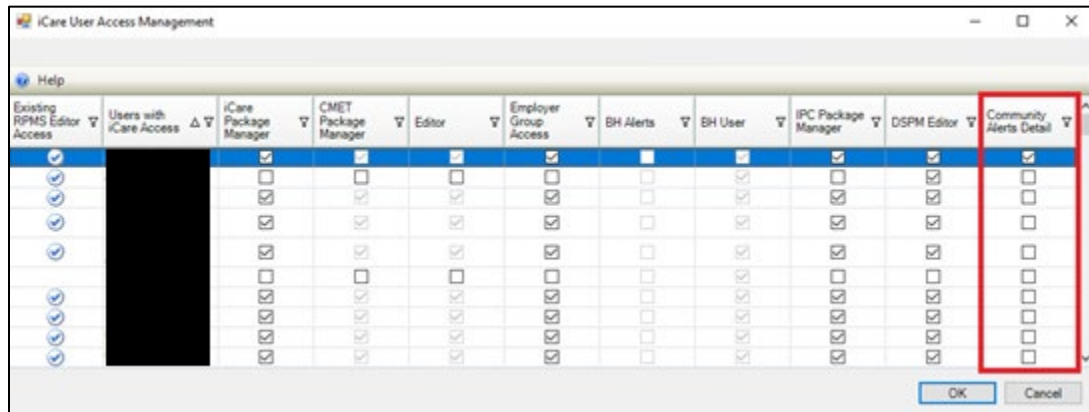 iCare User Access Management
Help
Existing RPMS Editor Access
Users with iCare Access
iCare Package Manager
CMET Package Manager
Editor
Employer Group Access
BH Alerts
BH User
IPC Package Manager
DSPM Editor
Community Alerts Detail
OK
Cancel